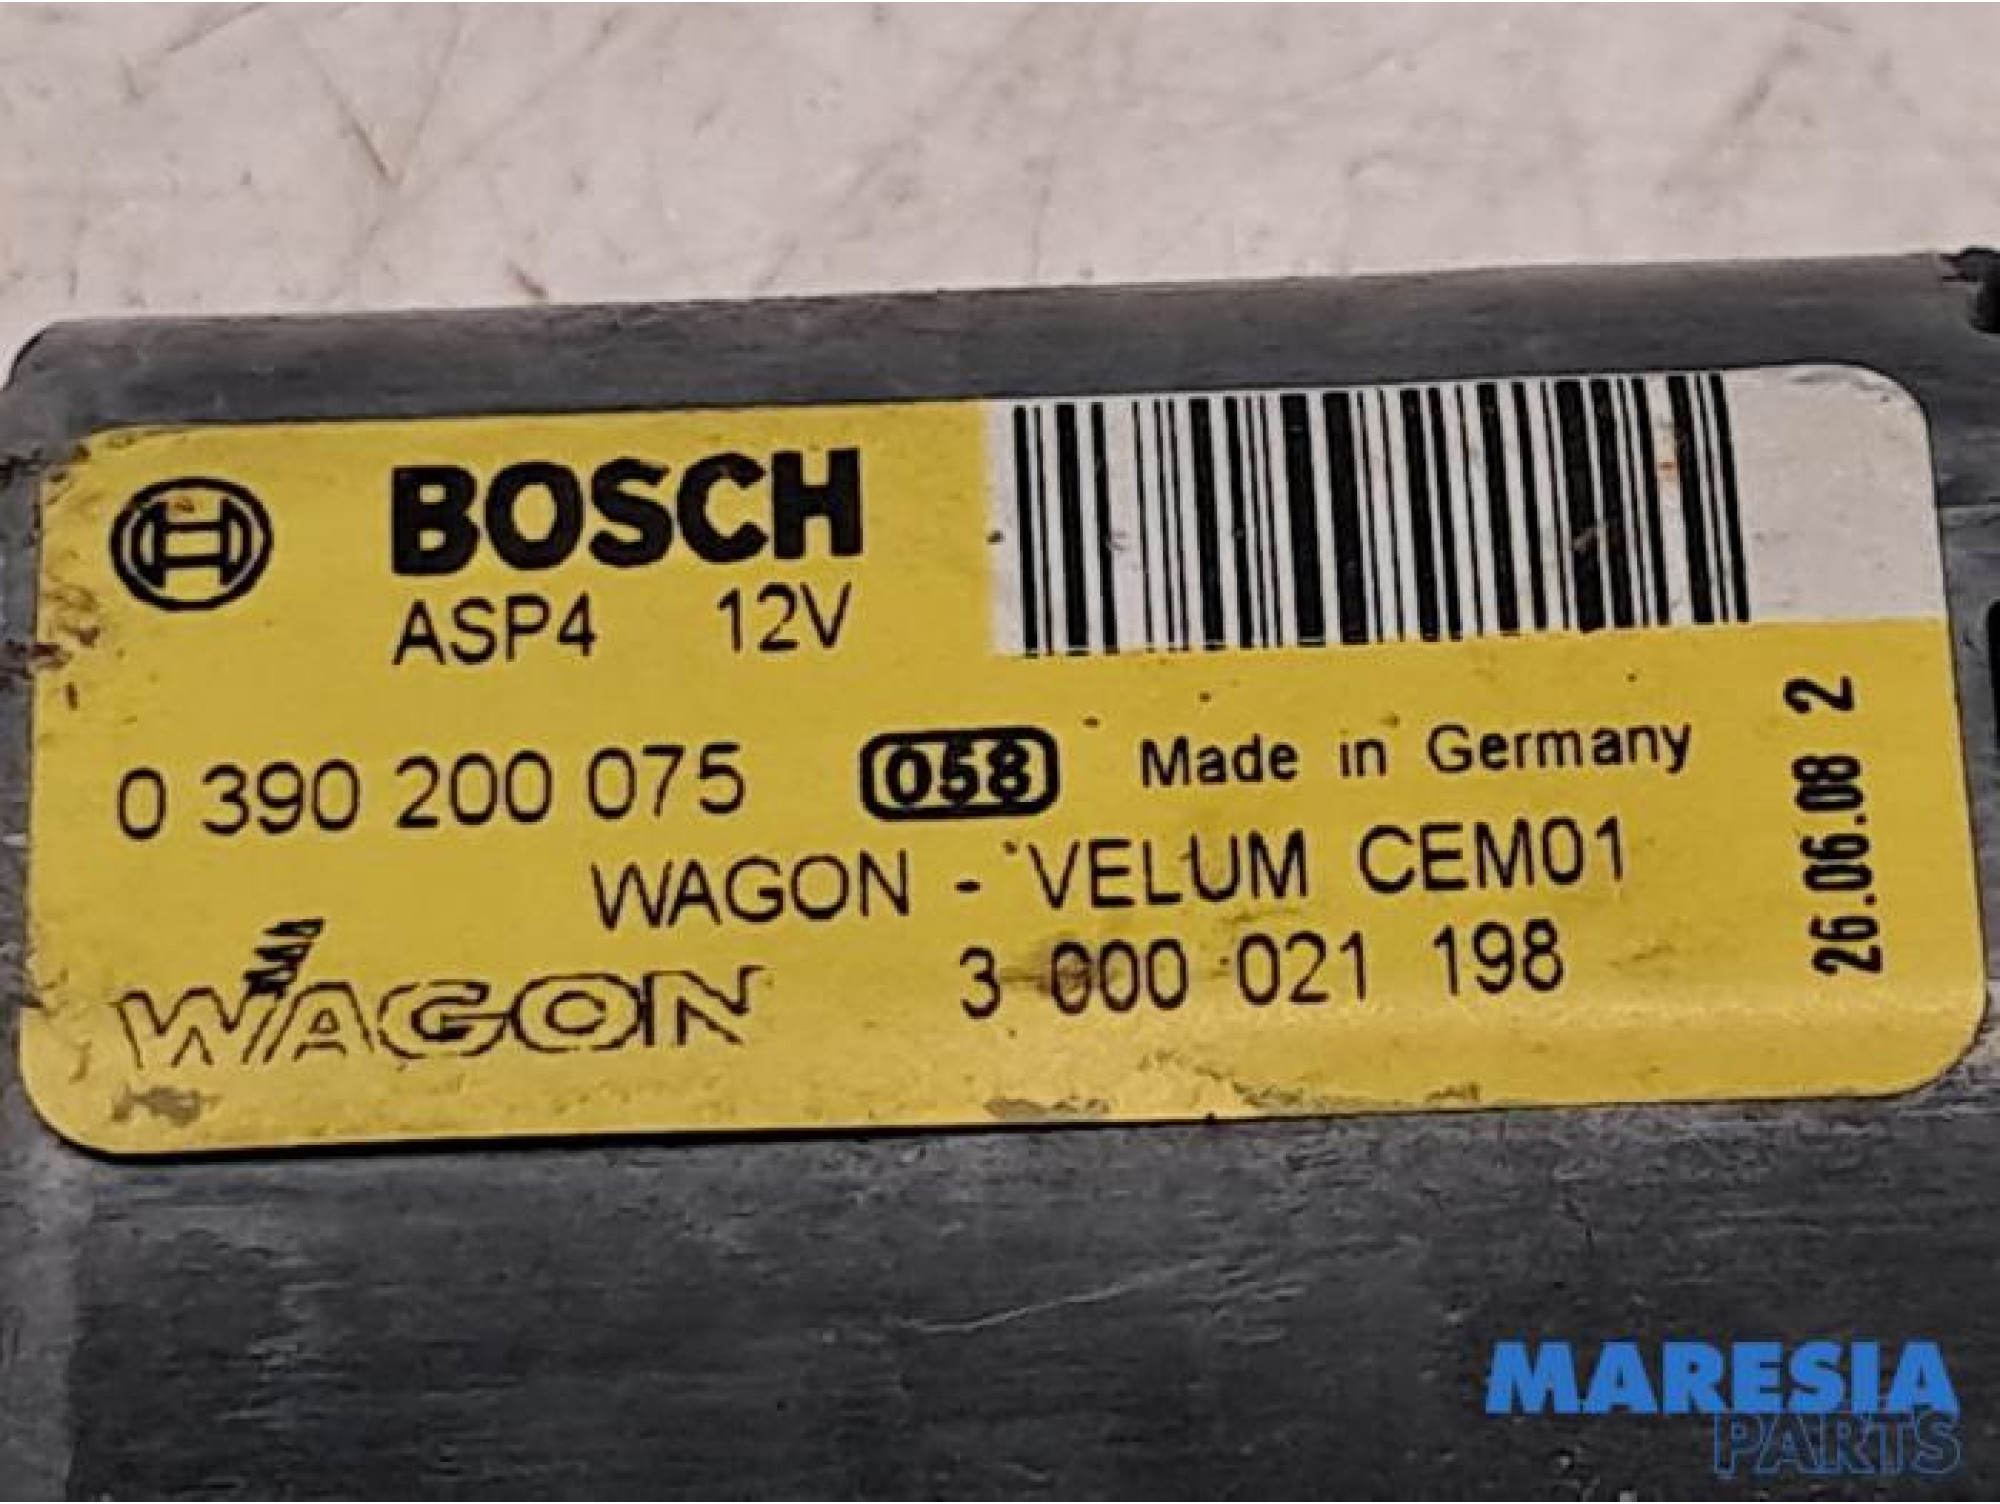 BOSCH
ASP4 12V
0 390 200 075 058 Made in Germany
WAGON - VELUM CEM01
WAGON 3 000 021 198
26.06.08 2
MARESIA
PARTS